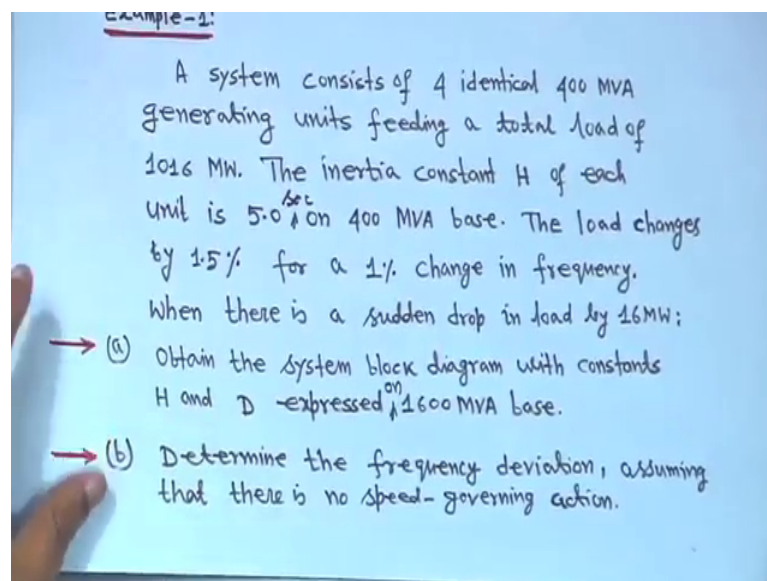 Example-1:
A system consists of 4 identical 400 MVA
generating units feeding a total load of
1016 MW. The inertia constant H of each
unit is 5.0 sec on 400 MVA base. The load changes
by 1.5% for a 1% change in frequency.
When there is a sudden drop in load by 16MW:
→ (a) Obtain the system block diagram with constants
H and D expressed on 1600 MVA base.
→ (b) Determine the frequency deviation, assuming
that there is no speed-governing action.